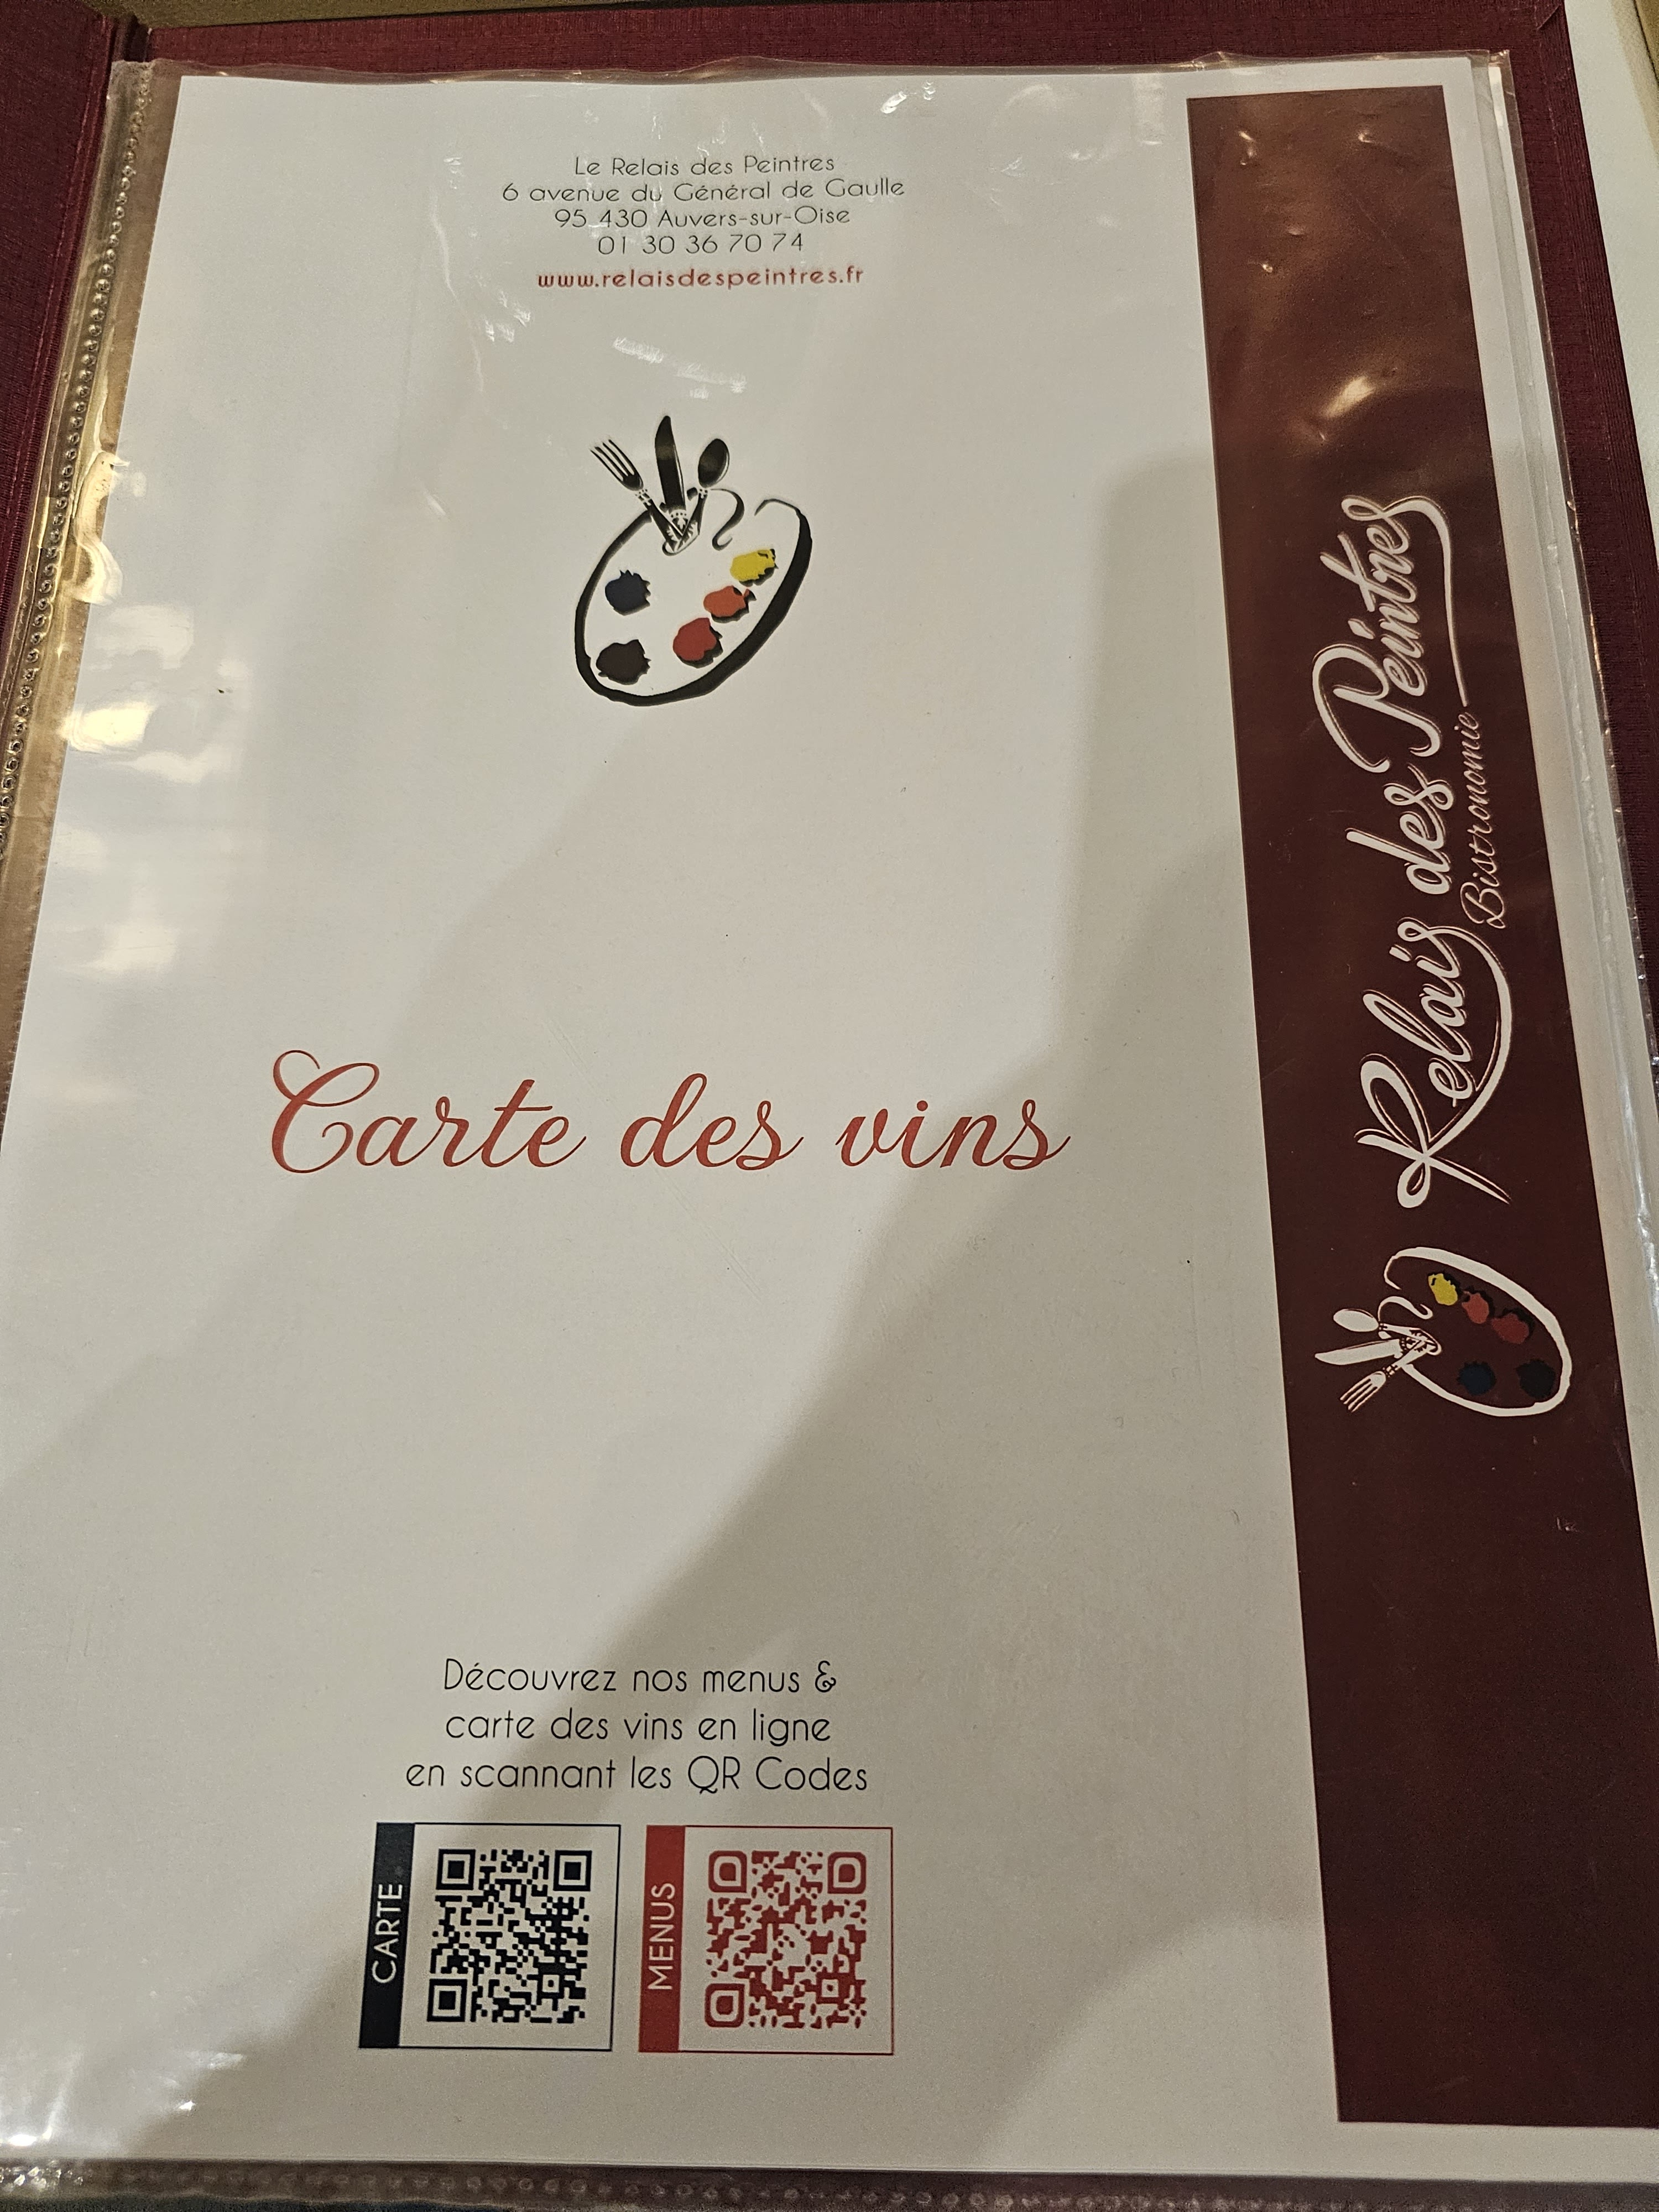 Le Relais des Peintres
6 avenue du Général de Gaulle
95 430 Auvers-sur-Oise
01 30 36 70 74
www.relaisdespeintres.fr
Carte des vins
Découvrez nos menus &
carte des vins en ligne
en scannant les QR Codes
CARTE
MENUS
Relais des Peintres
Bistronomie